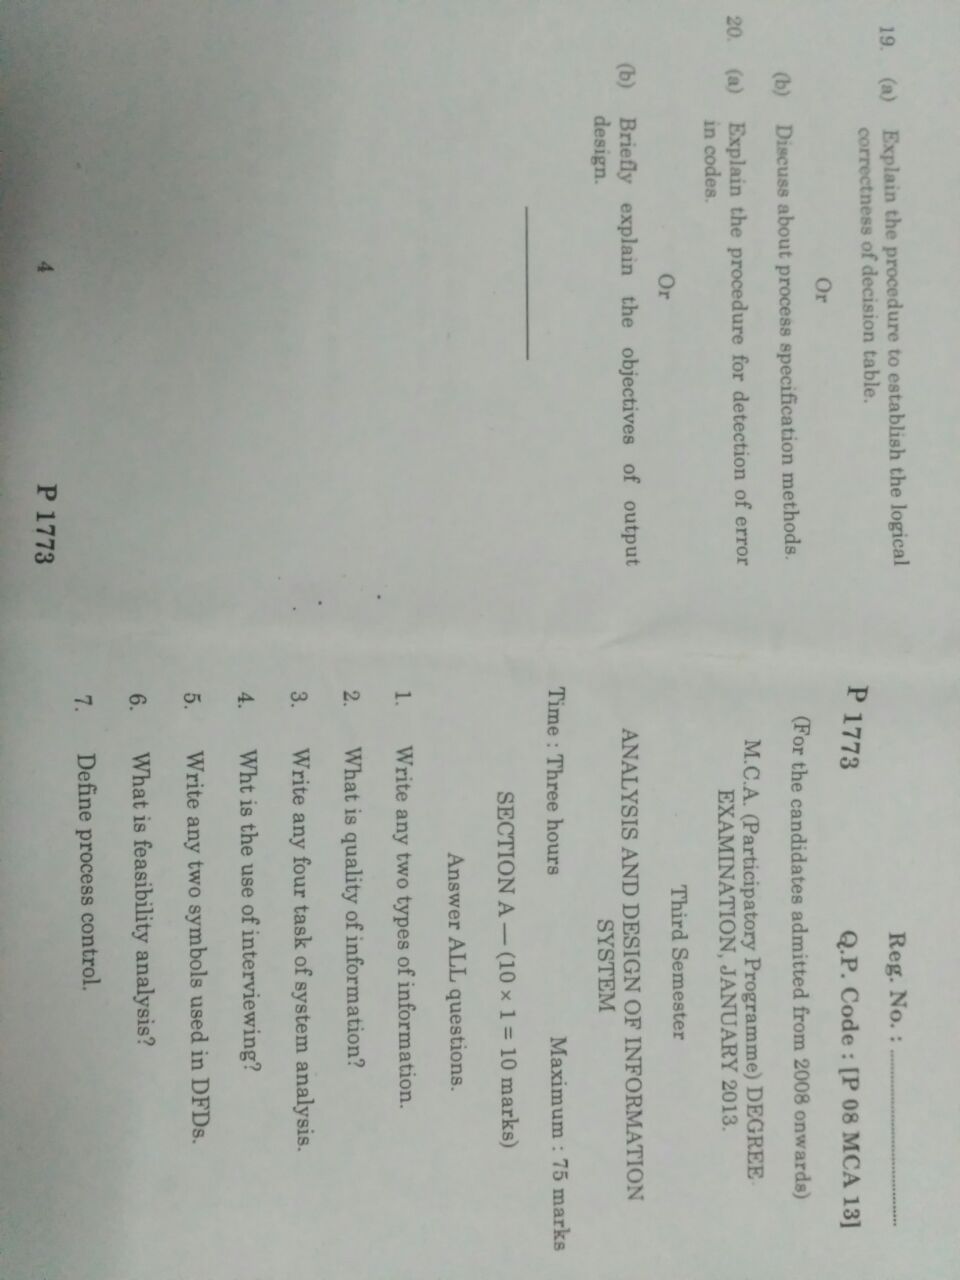 19. (a) Explain the procedure to establish the logical
correctness of decision table.
Or
(b) Discuss about process specification methods.
20. (a) Explain the procedure for detection of error
in codes.
Or
(b) Briefly explain the objectives of output
design.
4 P 1773
Reg. No. : ........................
P 1773 Q.P. Code : [P 08 MCA 13]
(For the candidates admitted from 2008 onwards)
M.C.A. (Participatory Programme) DEGREE
EXAMINATION, JANUARY 2013.
Third Semester
ANALYSIS AND DESIGN OF INFORMATION
SYSTEM
Time : Three hours Maximum : 75 marks
SECTION A — (10 × 1 = 10 marks)
Answer ALL questions.
1. Write any two types of information.
2. What is quality of information?
3. Write any four task of system analysis.
4. Wht is the use of interviewing?
5. Write any two symbols used in DFDs.
6. What is feasibility analysis?
7. Define process control.